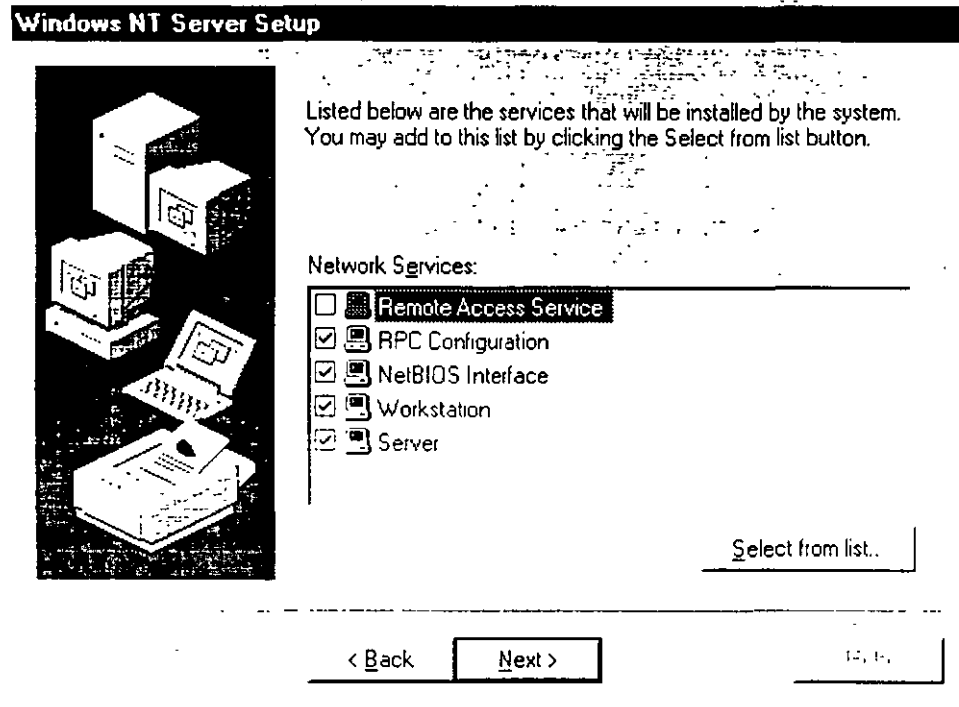 Windows NT Server Setup
Listed below are the services that will be installed by the system.
You may add to this list by clicking the Select from list button.
Network Services:
Remote Access Service
RPC Configuration
NetBIOS Interface
Workstation
Server
Select from list..
< Back
Next >